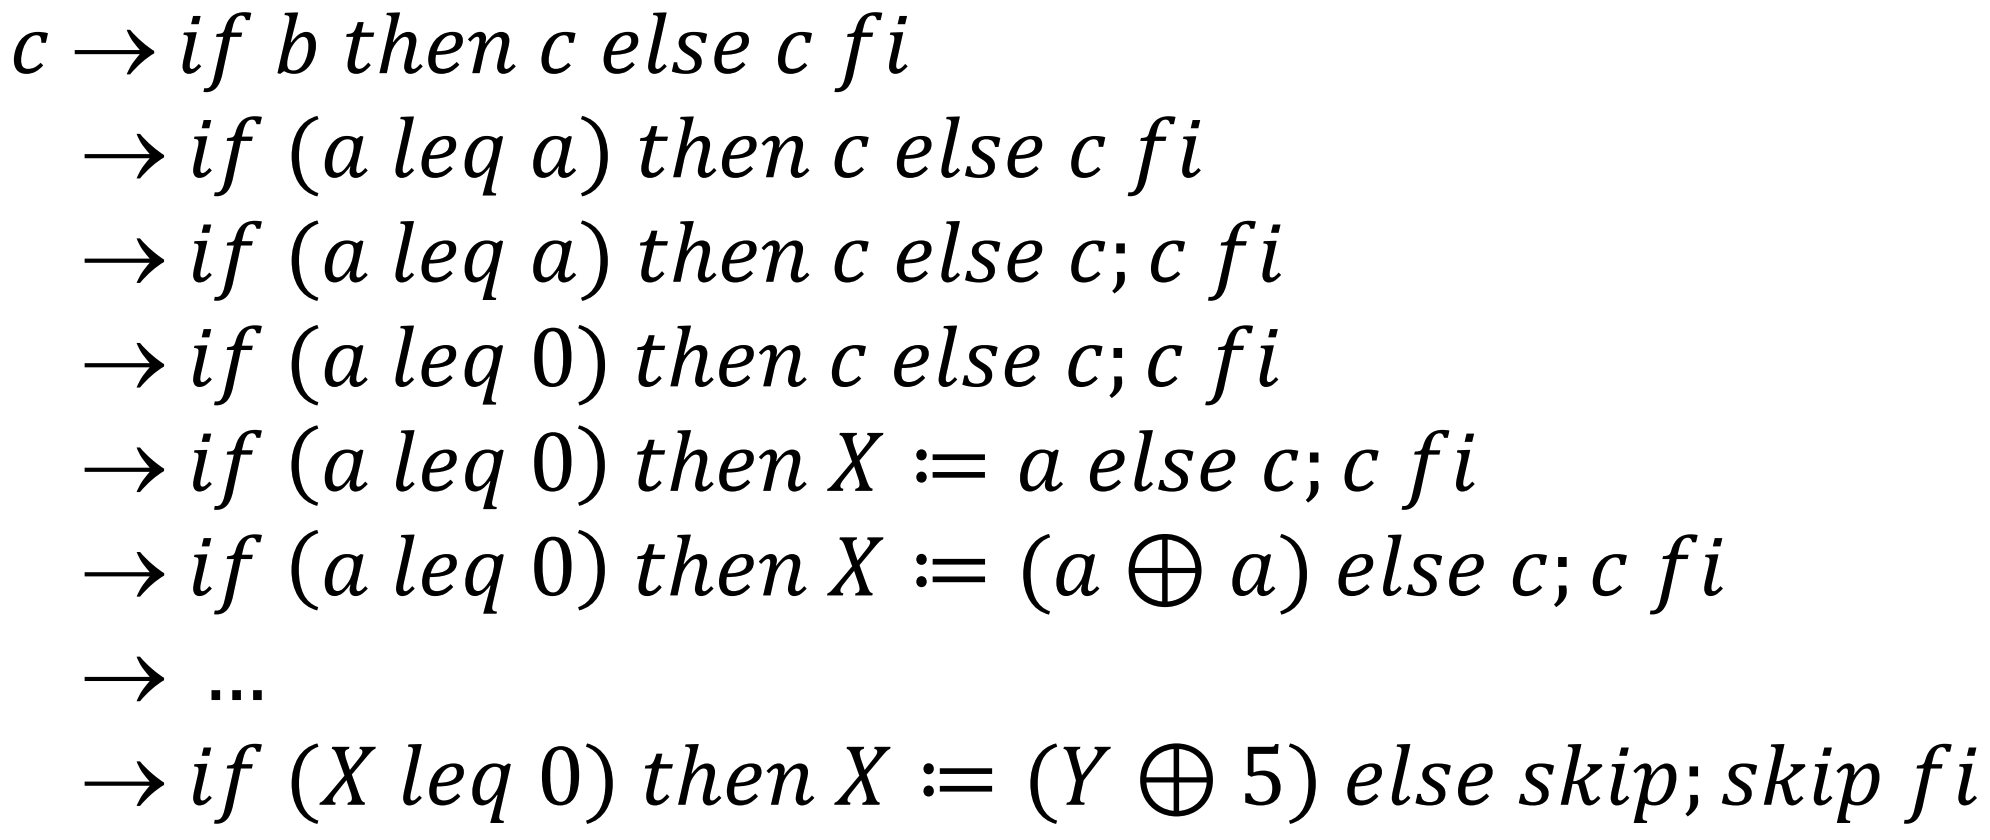 c → if b then c else c fi
→ if (a leq a) then c else c fi
→ if (a leq a) then c else c; c fi
→ if (a leq 0) then c else c; c fi
→ if (a leq 0) then X ≔ a else c; c fi
→ if (a leq 0) then X ≔ (a ⊕ a) else c; c fi
→ ...
→ if (X leq 0) then X ≔ (Y ⊕ 5) else skip; skip fi